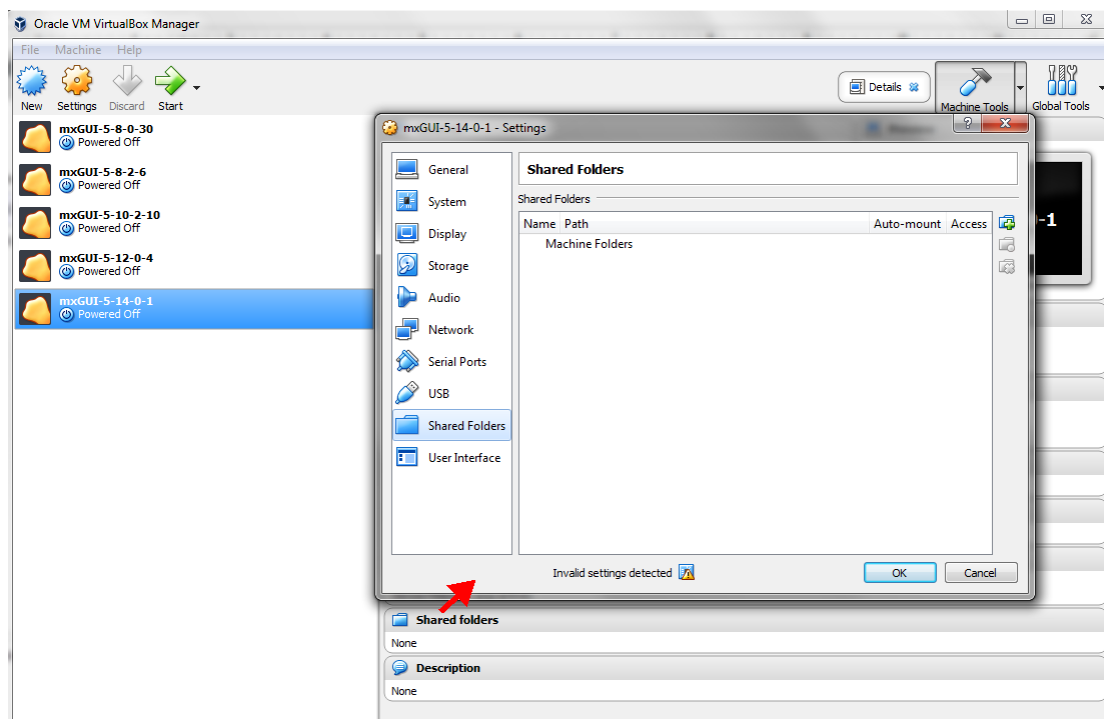 Oracle VM VirtualBox Manager
File Machine Help
New Settings Discard Start
Details
Machine Tools
Global Tools
mxGUI-5-8-0-30
Powered Off
mxGUI-5-8-2-6
Powered Off
mxGUI-5-10-2-10
Powered Off
mxGUI-5-12-0-4
Powered Off
mxGUI-5-14-0-1
Powered Off
mxGUI-5-14-0-1 - Settings
General
System
Display
Storage
Audio
Network
Serial Ports
USB
Shared Folders
User Interface
Shared Folders
Shared Folders
Name Path Auto-mount Access
Machine Folders
Invalid settings detected
OK Cancel
-1
Shared folders
None
Description
None